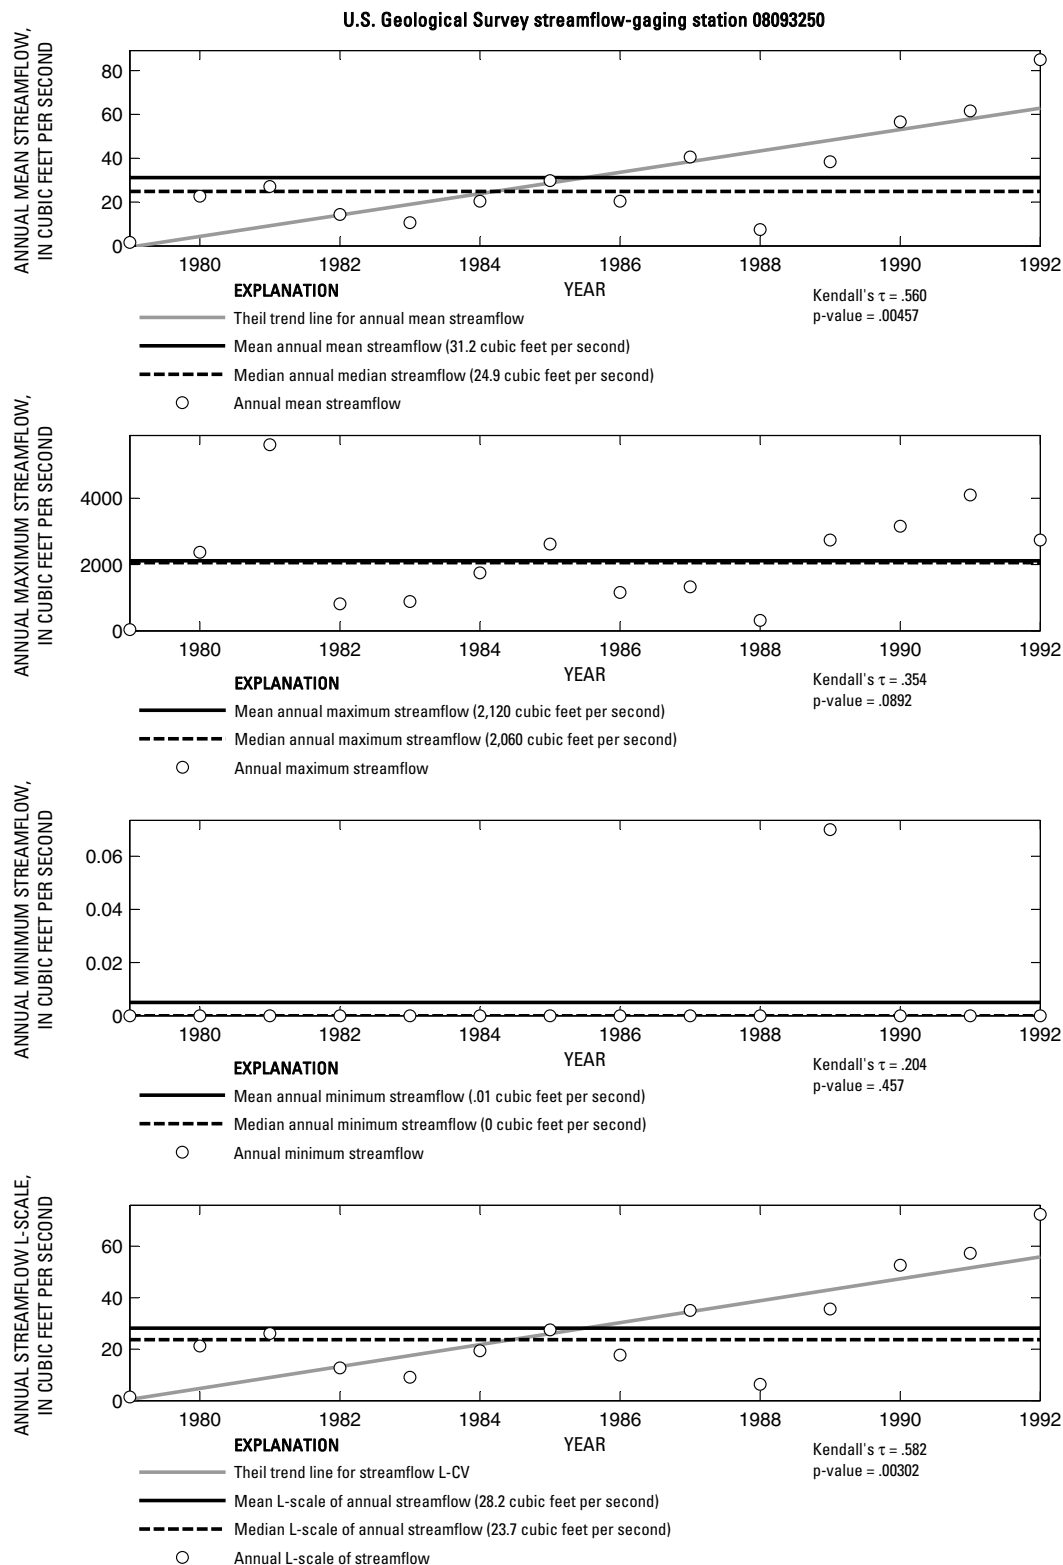 U.S. Geological Survey streamflow-gaging station 08093250
ANNUAL MEAN STREAMFLOW,
IN CUBIC FEET PER SECOND
80
60
40
20
0
1980 1982 1984 1986 1988 1990 1992
YEAR
EXPLANATION
Theil trend line for annual mean streamflow
Mean annual mean streamflow (31.2 cubic feet per second)
Median annual median streamflow (24.9 cubic feet per second)
Annual mean streamflow
Kendall's τ = .560
p-value = .00457
ANNUAL MAXIMUM STREAMFLOW,
IN CUBIC FEET PER SECOND
4000
2000
0
1980 1982 1984 1986 1988 1990 1992
YEAR
EXPLANATION
Mean annual maximum streamflow (2,120 cubic feet per second)
Median annual maximum streamflow (2,060 cubic feet per second)
Annual maximum streamflow
Kendall's τ = .354
p-value = .0892
ANNUAL MINIMUM STREAMFLOW,
IN CUBIC FEET PER SECOND
0.06
0.04
0.02
0
1980 1982 1984 1986 1988 1990 1992
YEAR
EXPLANATION
Mean annual minimum streamflow (.01 cubic feet per second)
Median annual minimum streamflow (0 cubic feet per second)
Annual minimum streamflow
Kendall's τ = .204
p-value = .457
ANNUAL STREAMFLOW L-SCALE,
IN CUBIC FEET PER SECOND
60
40
20
0
1980 1982 1984 1986 1988 1990 1992
YEAR
EXPLANATION
Theil trend line for streamflow L-CV
Mean L-scale of annual streamflow (28.2 cubic feet per second)
Median L-scale of annual streamflow (23.7 cubic feet per second)
Annual L-scale of streamflow
Kendall's τ = .582
p-value = .00302